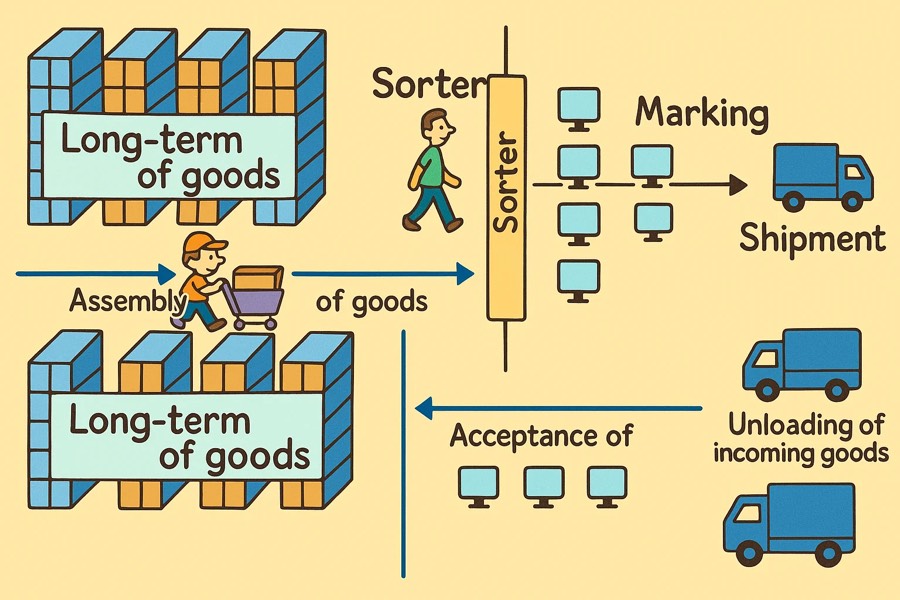 Long-term
of goods
Sorter
Sorter
Marking
Shipment
Assembly
of goods
Long-term
of goods
Acceptance of
Unloading of
incoming goods